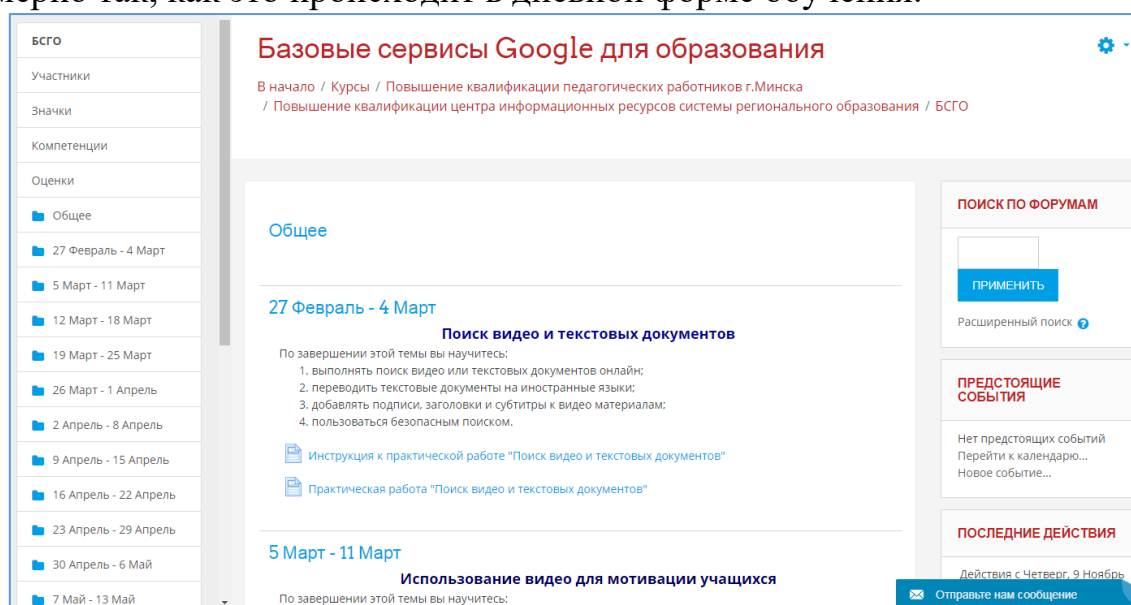 так, как это происходит в дневной форме обучения.
БСГО
Участники
Значки
Компетенции
Оценки
Общее
27 Февраль - 4 Март
5 Март - 11 Март
12 Март - 18 Март
19 Март - 25 Март
26 Март - 1 Апрель
2 Апрель - 8 Апрель
9 Апрель - 15 Апрель
16 Апрель - 22 Апрель
23 Апрель - 29 Апрель
30 Апрель - 6 Май
7 Май - 13 Май
Базовые сервисы Google для образования
В начало / Курсы / Повышение квалификации педагогических работников г.Минска
/ Повышение квалификации центра информационных ресурсов системы регионального образования / БСГО
Общее
27 Февраль - 4 Март
Поиск видео и текстовых документов
По завершении этой темы вы научитесь:
1. выполнять поиск видео или текстовых документов онлайн;
2. переводить текстовые документы на иностранные языки;
3. добавлять подписи, заголовки и субтитры к видео материалам;
4. пользоваться безопасным поиском.
Инструкция к практической работе "Поиск видео и текстовых документов"
Практическая работа "Поиск видео и текстовых документов"
5 Март - 11 Март
Использование видео для мотивации учащихся
По завершении этой темы вы научитесь:
ПОИСК ПО ФОРУМАМ
ПРИМЕНИТЬ
Расширенный поиск
ПРЕДСТОЯЩИЕ
СОБЫТИЯ
Нет предстоящих событий
Перейти к календарю...
Новое событие...
ПОСЛЕДНИЕ ДЕЙСТВИЯ
Действия с Четверг, 9 Ноябрь
Отправьте нам сообщение